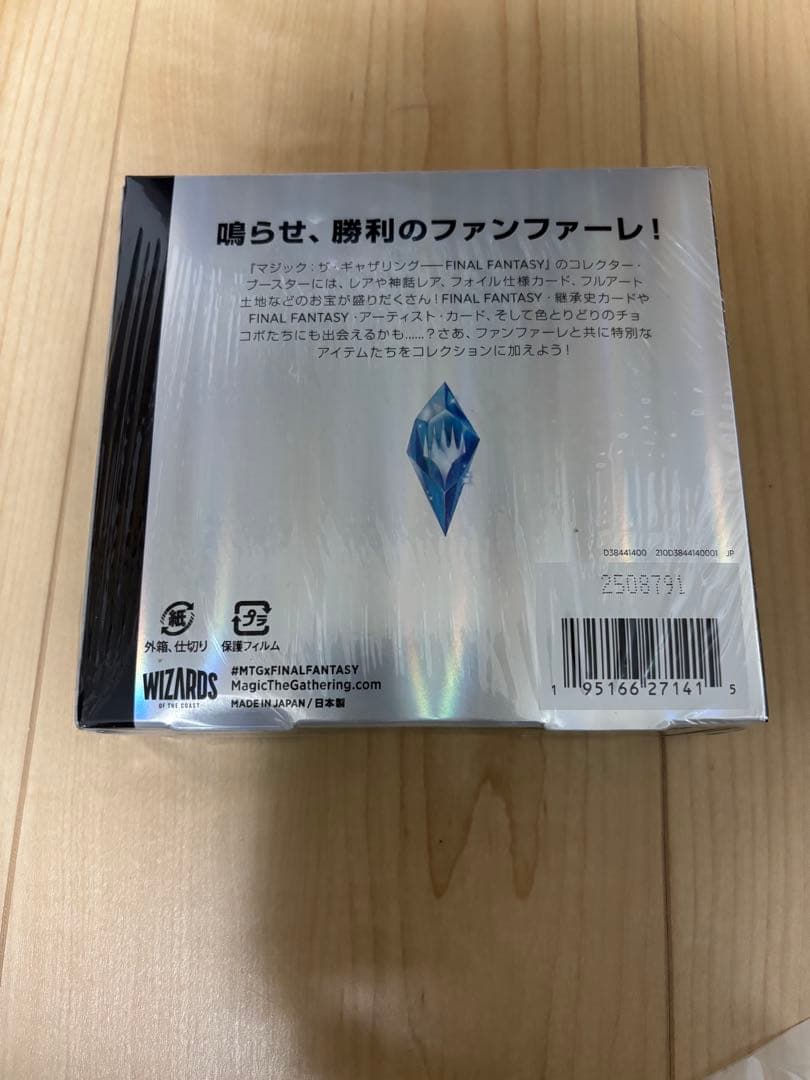 鳴らせ、勝利のファンファーレ！
『マジック：ザ・ギャザリング——FINAL FANTASY』のコレクター・
ブースターには、レアや神話レア、フォイル仕様カード、フルアート
土地などのお宝が盛りだくさん！FINAL FANTASY・継承史カードや
FINAL FANTASY・アーティスト・カード、そして色とりどりのチョ
コボたちにも出会えるかも……？さあ、ファンファーレと共に特別な
アイテムたちをコレクションに加えよう！
D38441400 210D3844140001 JP
2508791
紙 プラ
外箱、仕切り 保護フィルム
WIZARDS
OF THE COAST
#MTGxFINALFANTASY
MagicTheGathering.com
MADE IN JAPAN / 日本製
1 95166 27141 5